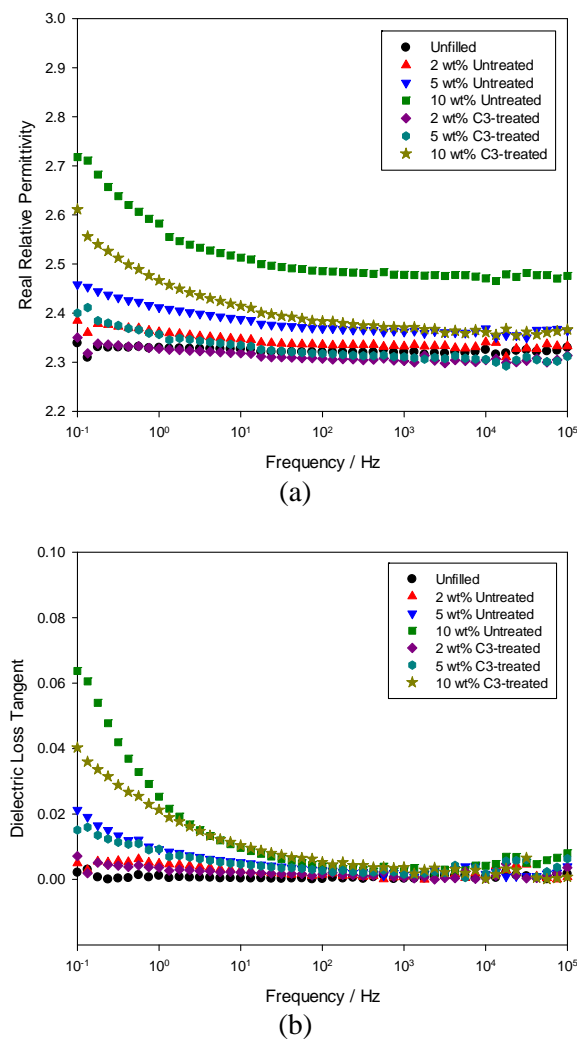 3.0
2.9
2.8
2.7
2.6
2.5
2.4
2.3
2.2
Real Relative Permittivity
Unfilled
2 wt% Untreated
5 wt% Untreated
10 wt% Untreated
2 wt% C3-treated
5 wt% C3-treated
10 wt% C3-treated
10⁻¹ 10⁰ 10¹ 10² 10³ 10⁴ 10⁵
Frequency / Hz
(a)
0.10
0.08
0.06
0.04
0.02
0.00
Dielectric Loss Tangent
Unfilled
2 wt% Untreated
5 wt% Untreated
10 wt% Untreated
2 wt% C3-treated
5 wt% C3-treated
10 wt% C3-treated
10⁻¹ 10⁰ 10¹ 10² 10³ 10⁴ 10⁵
Frequency / Hz
(b)